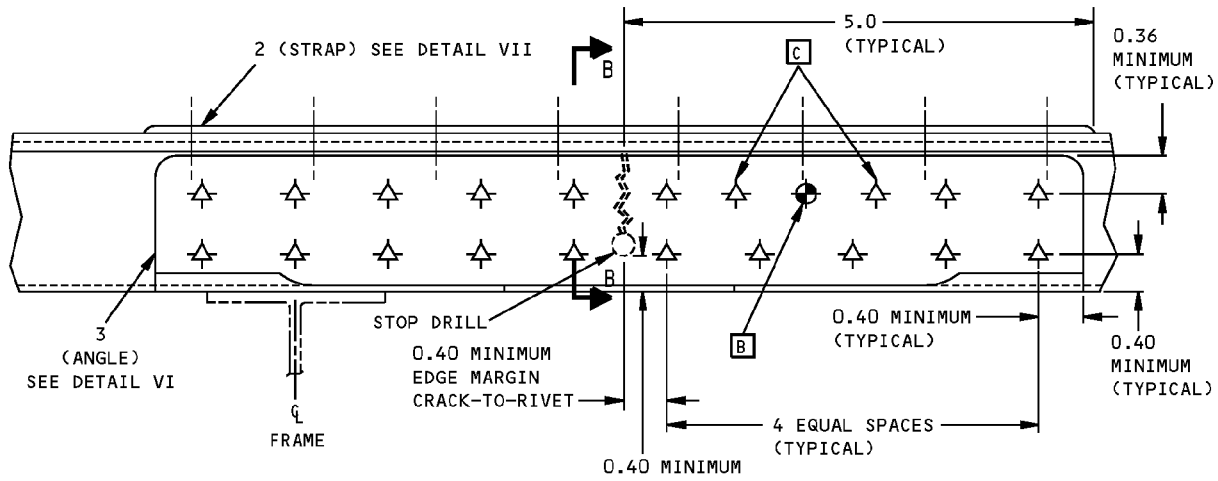 2 (STRAP) SEE DETAIL VII
B
5.0
(TYPICAL)
C
0.36
MINIMUM
(TYPICAL)
3
(ANGLE)
SEE DETAIL VI
STOP DRILL
B
B
0.40 MINIMUM
(TYPICAL)
0.40
MINIMUM
(TYPICAL)
0.40 MINIMUM
EDGE MARGIN
CRACK-TO-RIVET
℄
FRAME
4 EQUAL SPACES
(TYPICAL)
0.40 MINIMUM